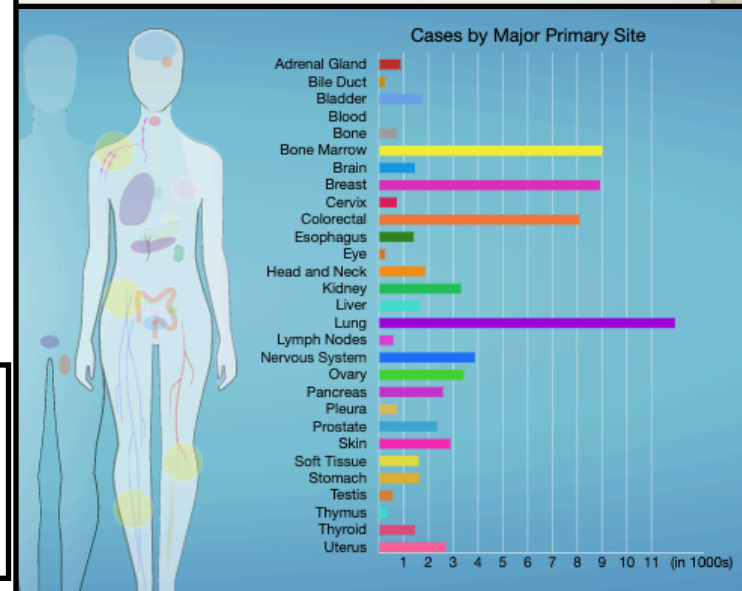 Cases by Major Primary Site
Adrenal Gland
Bile Duct
Bladder
Blood
Bone
Bone Marrow
Brain
Breast
Cervix
Colorectal
Esophagus
Eye
Head and Neck
Kidney
Liver
Lung
Lymph Nodes
Nervous System
Ovary
Pancreas
Pleura
Prostate
Skin
Soft Tissue
Stomach
Testis
Thymus
Thyroid
Uterus
1 2 3 4 5 6 7 8 9 10 11 (in 1000s)